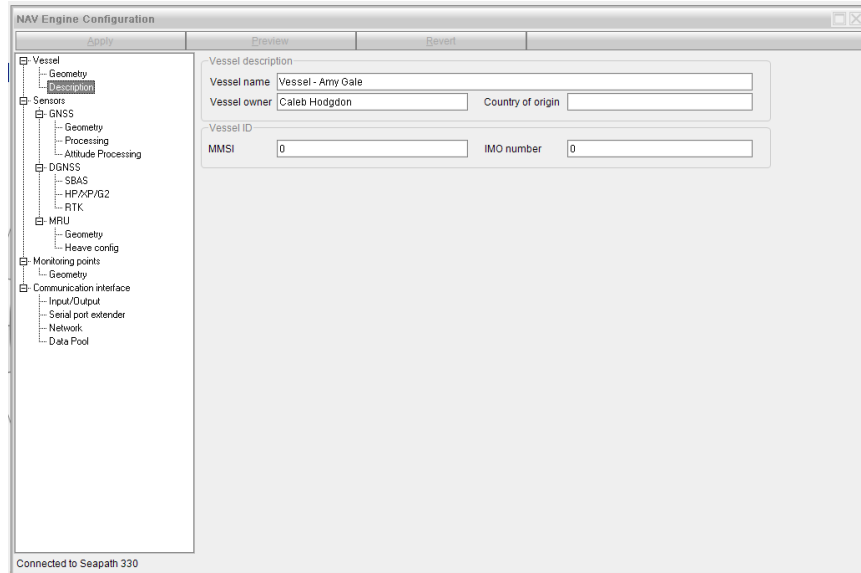 NAV Engine Configuration
Apply Preview Revert
Vessel
Geometry
Description
Sensors
GNSS
Geometry
Processing
Attitude Processing
DGNSS
SBAS
HP/XP/G2
RTK
MRU
Geometry
Heave config
Monitoring points
Geometry
Communication interface
Input/Output
Serial port extender
Network
Data Pool
Vessel description
Vessel name Vessel - Amy Gale
Vessel owner Caleb Hodgdon Country of origin
Vessel ID
MMSI 0 IMO number 0
Connected to Seapath 330